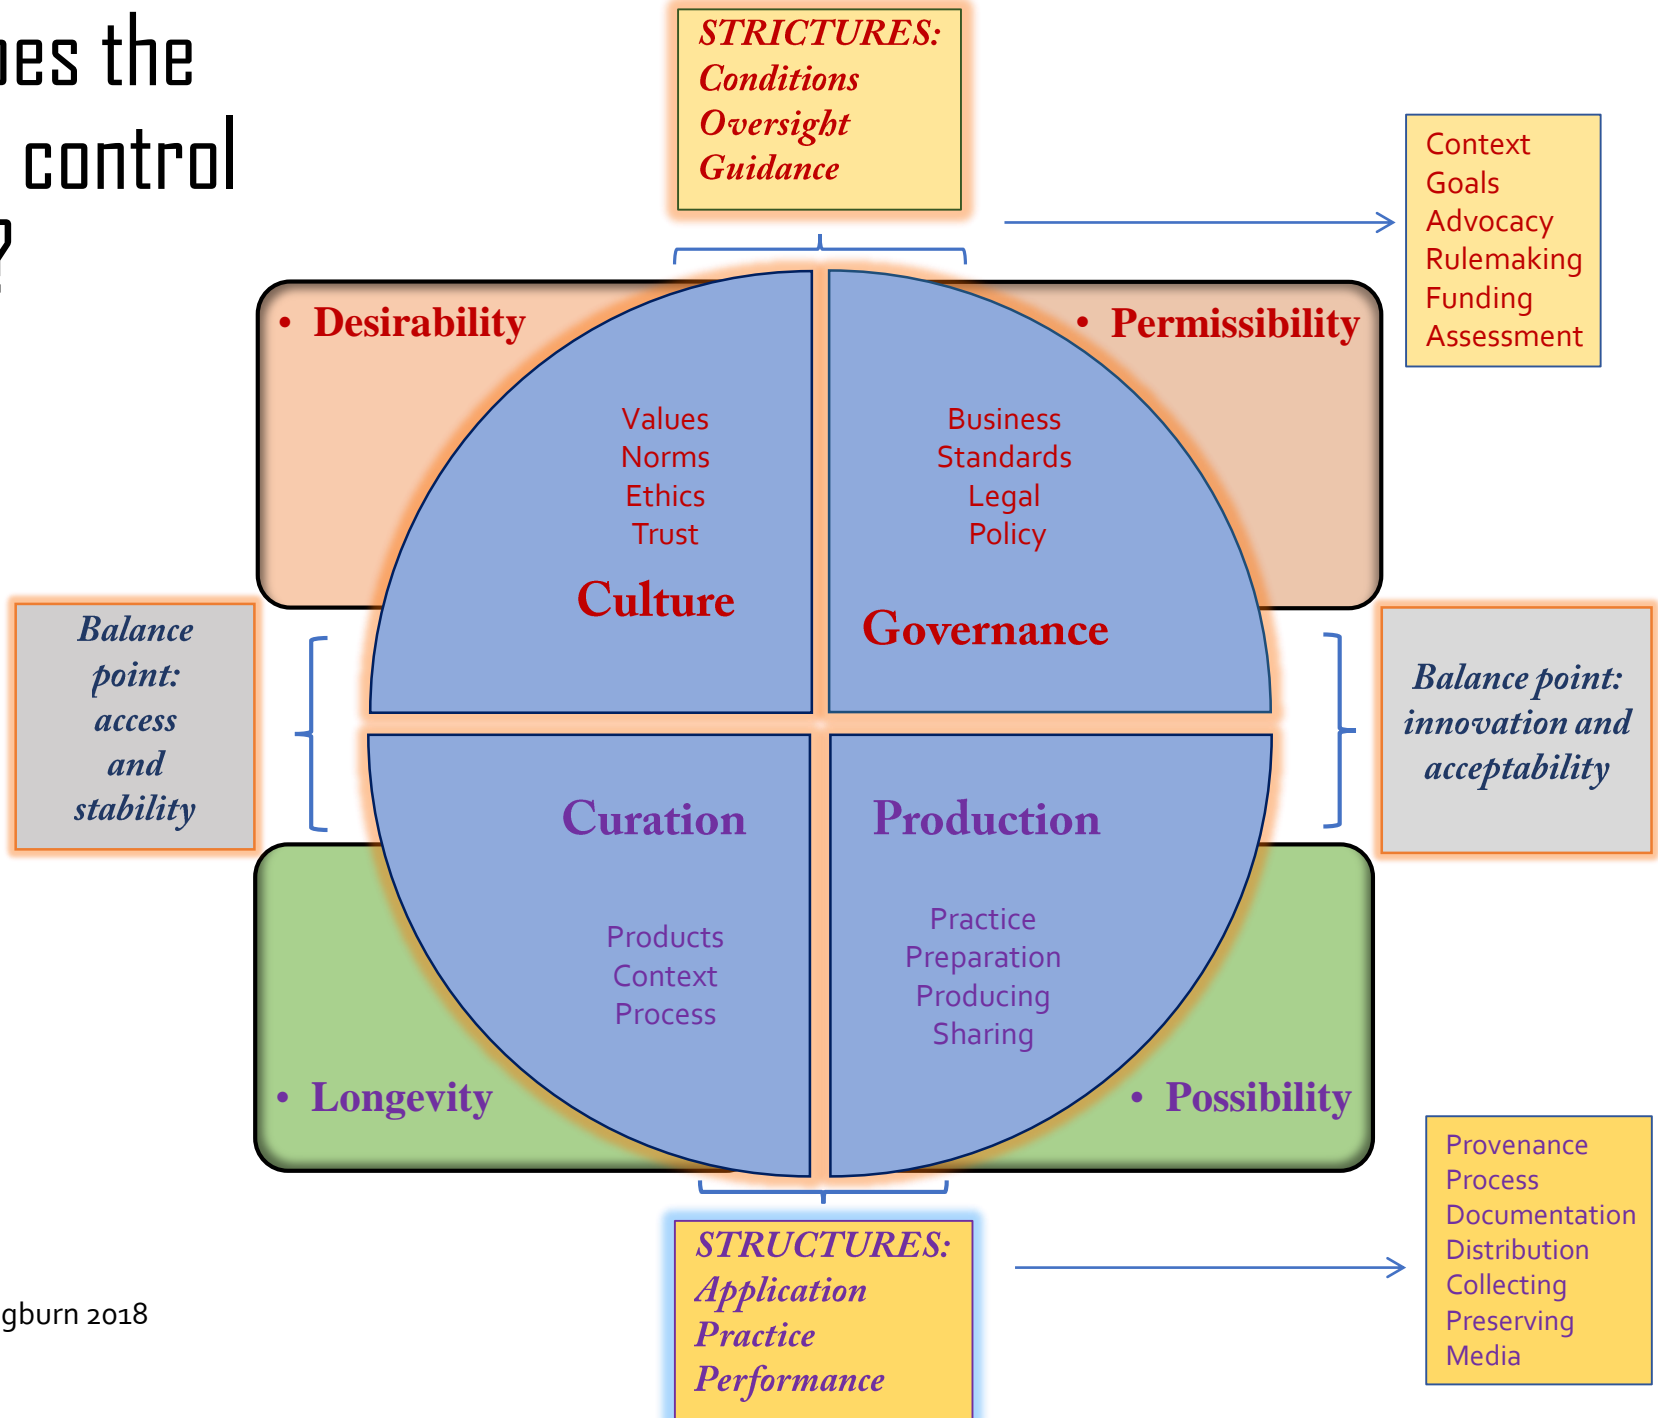 oes the
control
?
STRICTURES:
Conditions
Oversight
Guidance
Context
Goals
Advocacy
Rulemaking
Funding
Assessment
• Desirability
• Permissibility
Values
Norms
Ethics
Trust
Culture
Business
Standards
Legal
Policy
Governance
Balance
point:
access
and
stability
Balance point:
innovation and
acceptability
Curation
Products
Context
Process
Production
Practice
Preparation
Producing
Sharing
• Longevity
• Possibility
STRUCTURES:
Application
Practice
Performance
Provenance
Process
Documentation
Distribution
Collecting
Preserving
Media
gburn 2018